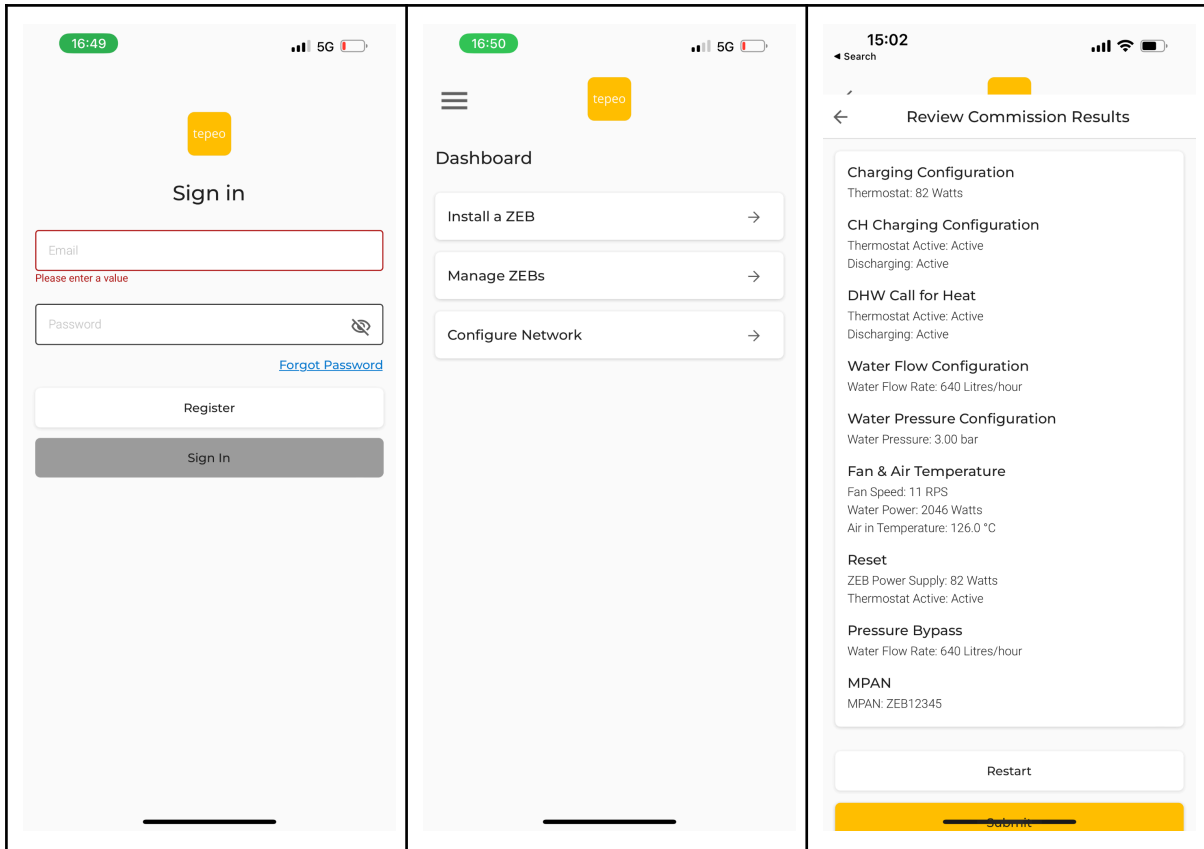 16:49
5G
tepeo
Sign in
Email
Please enter a value
Password
Forgot Password
Register
Sign In
16:50
5G
tepeo
Dashboard
Install a ZEB
Manage ZEBs
Configure Network
15:02
◄ Search
Review Commission Results
Charging Configuration
Thermostat: 82 Watts
CH Charging Configuration
Thermostat Active: Active
Discharging: Active
DHW Call for Heat
Thermostat Active: Active
Discharging: Active
Water Flow Configuration
Water Flow Rate: 640 Litres/hour
Water Pressure Configuration
Water Pressure: 3.00 bar
Fan & Air Temperature
Fan Speed: 11 RPS
Water Power: 2046 Watts
Air in Temperature: 126.0 °C
Reset
ZEB Power Supply: 82 Watts
Thermostat Active: Active
Pressure Bypass
Water Flow Rate: 640 Litres/hour
MPAN
MPAN: ZEB12345
Restart
Submit